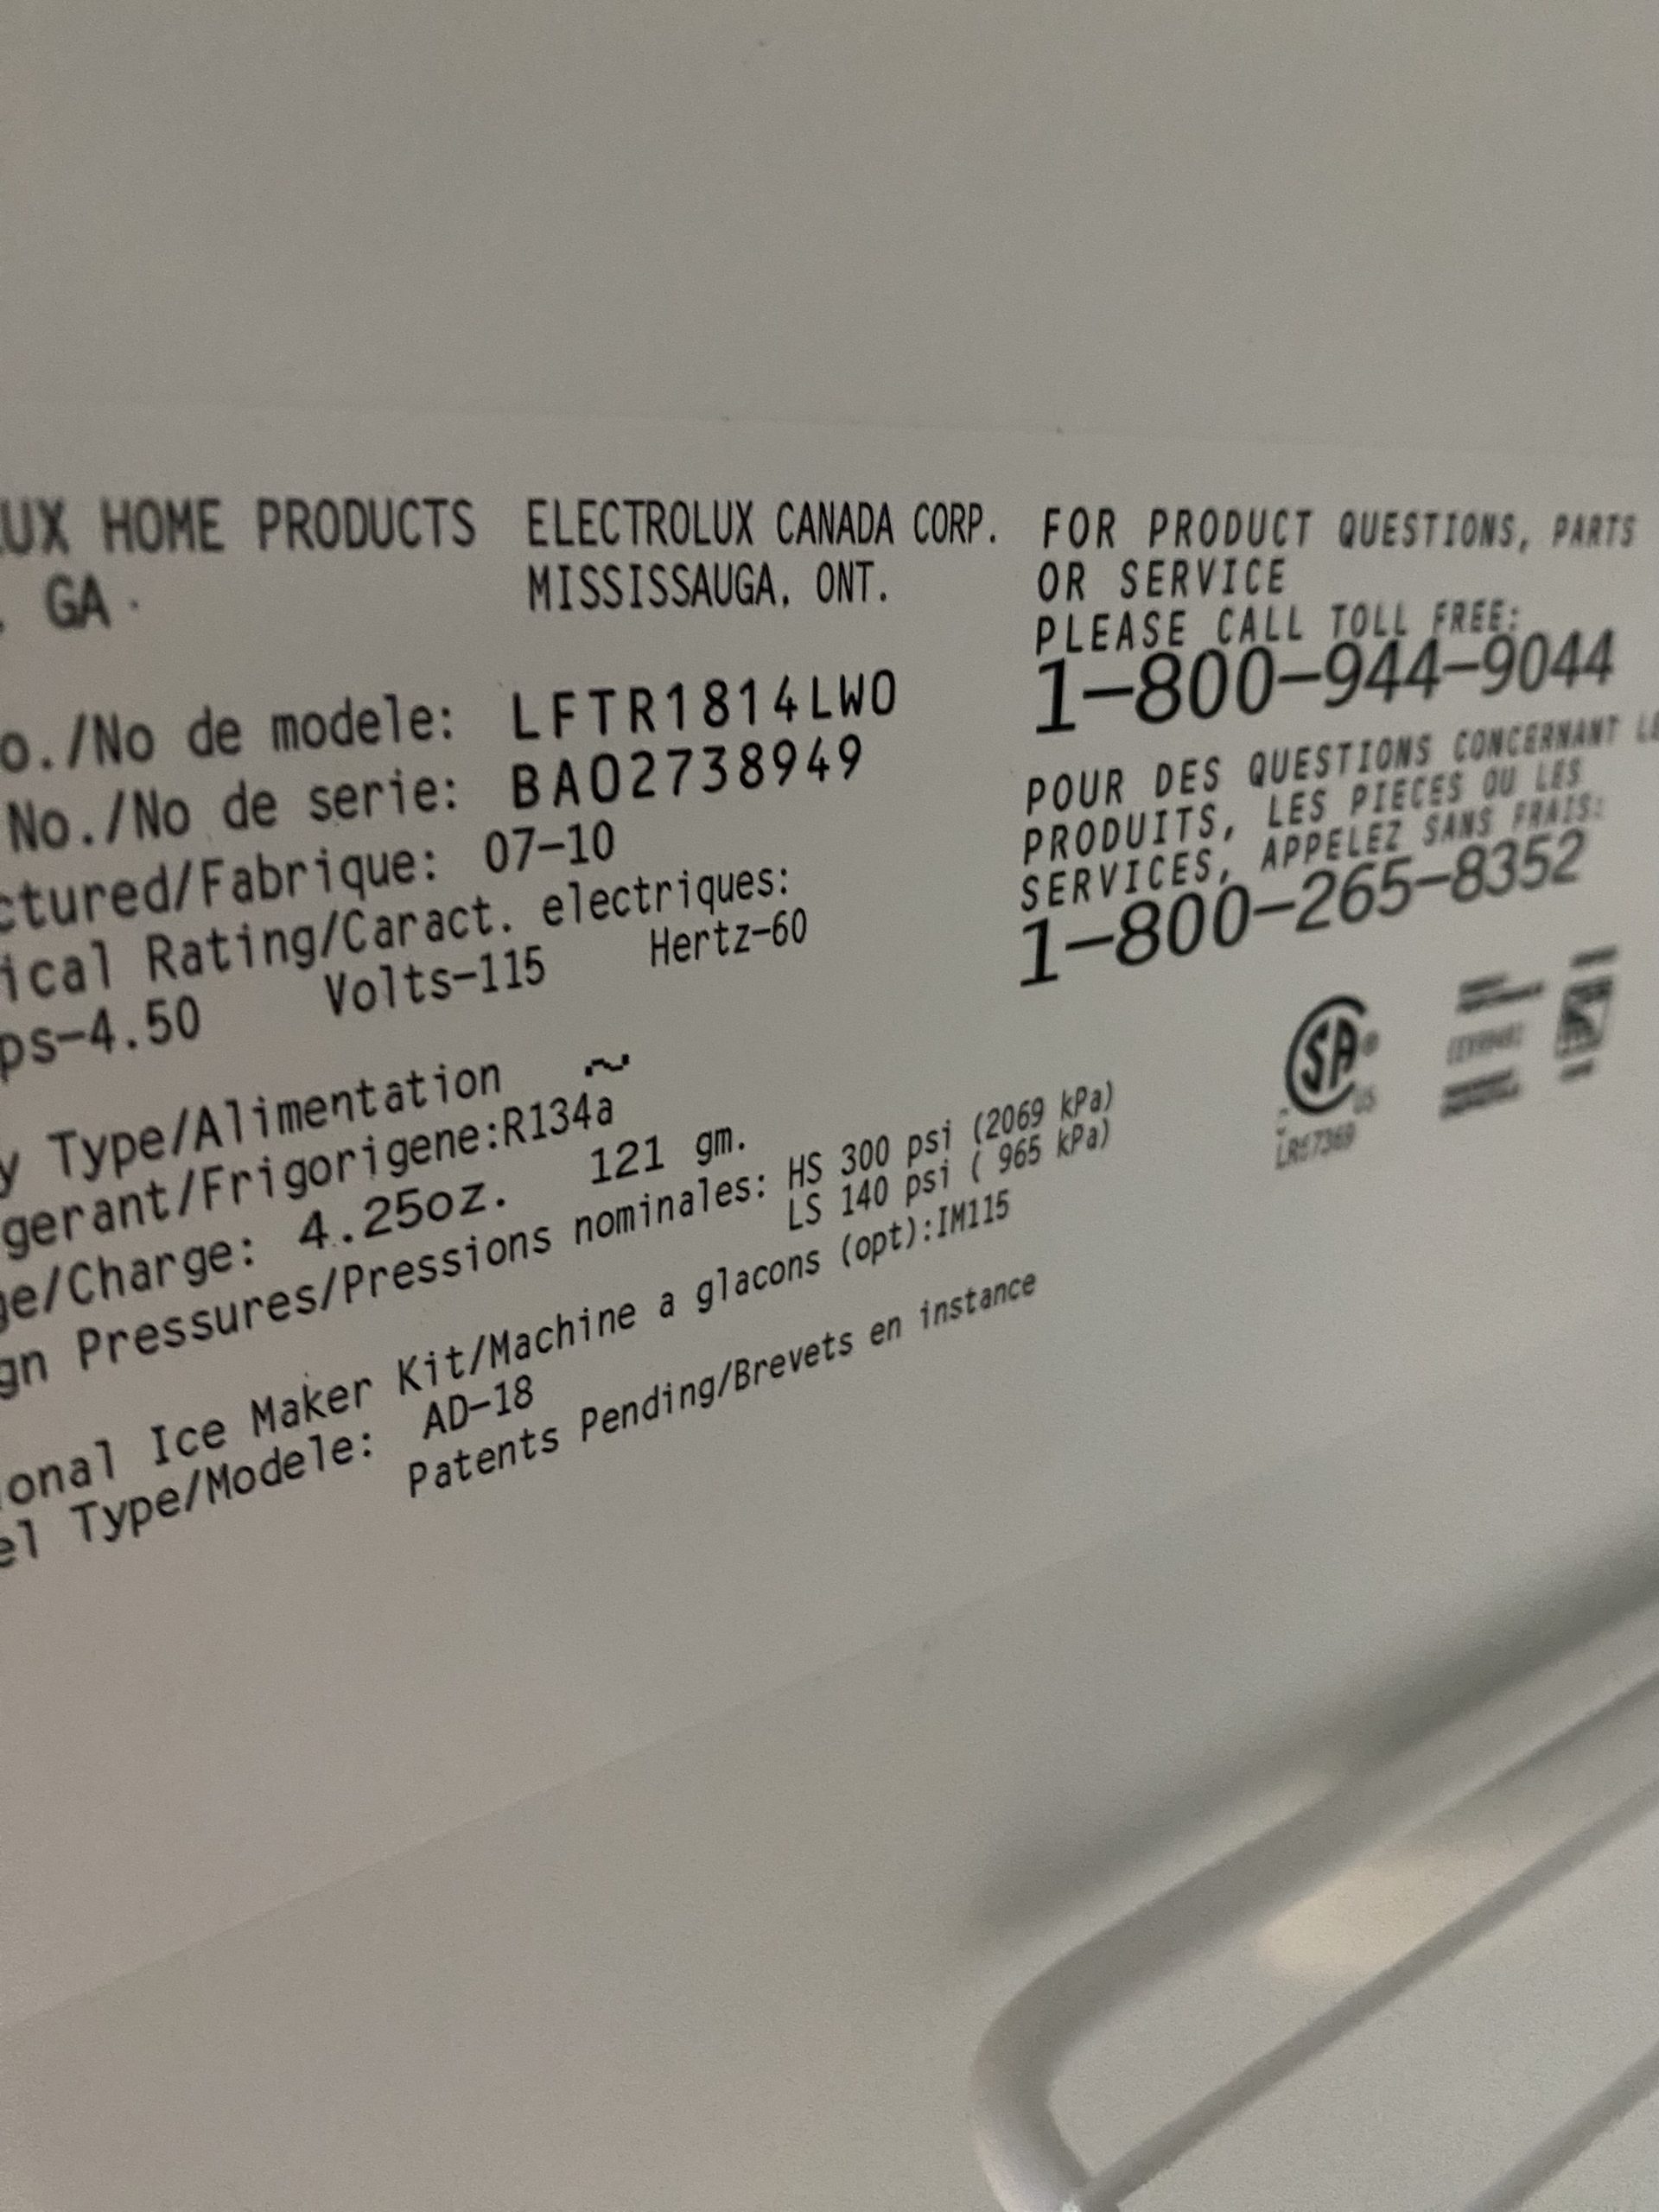 UX HOME PRODUCTS
GA
ELECTROLUX CANADA CORP.
MISSISSAUGA, ONT.
o./No de modele: LFTR1814LW0
No./No de serie: BA02738949
ctured/Fabrique: 07-10
ical Rating/Caract. electriques:
ps-4.50 Volts-115 Hertz-60
y Type/Alimentation ~
gerant/Frigorigene:R134a
ge/Charge: 4.25oz. 121 gm.
gn Pressures/Pressions nominales: HS 300 psi (2069 kPa)
LS 140 psi ( 965 kPa)
ional Ice Maker Kit/Machine a glacons (opt):IM115
el Type/Modele: AD-18
Patents Pending/Brevets en instance
FOR PRODUCT QUESTIONS, PARTS
OR SERVICE
PLEASE CALL TOLL FREE:
1-800-944-9044
POUR DES QUESTIONS CONCERNANT LE
PRODUITS, LES PIECES OU LES
SERVICES, APPELEZ SANS FRAIS:
1-800-265-8352
SA®
US
LR67369